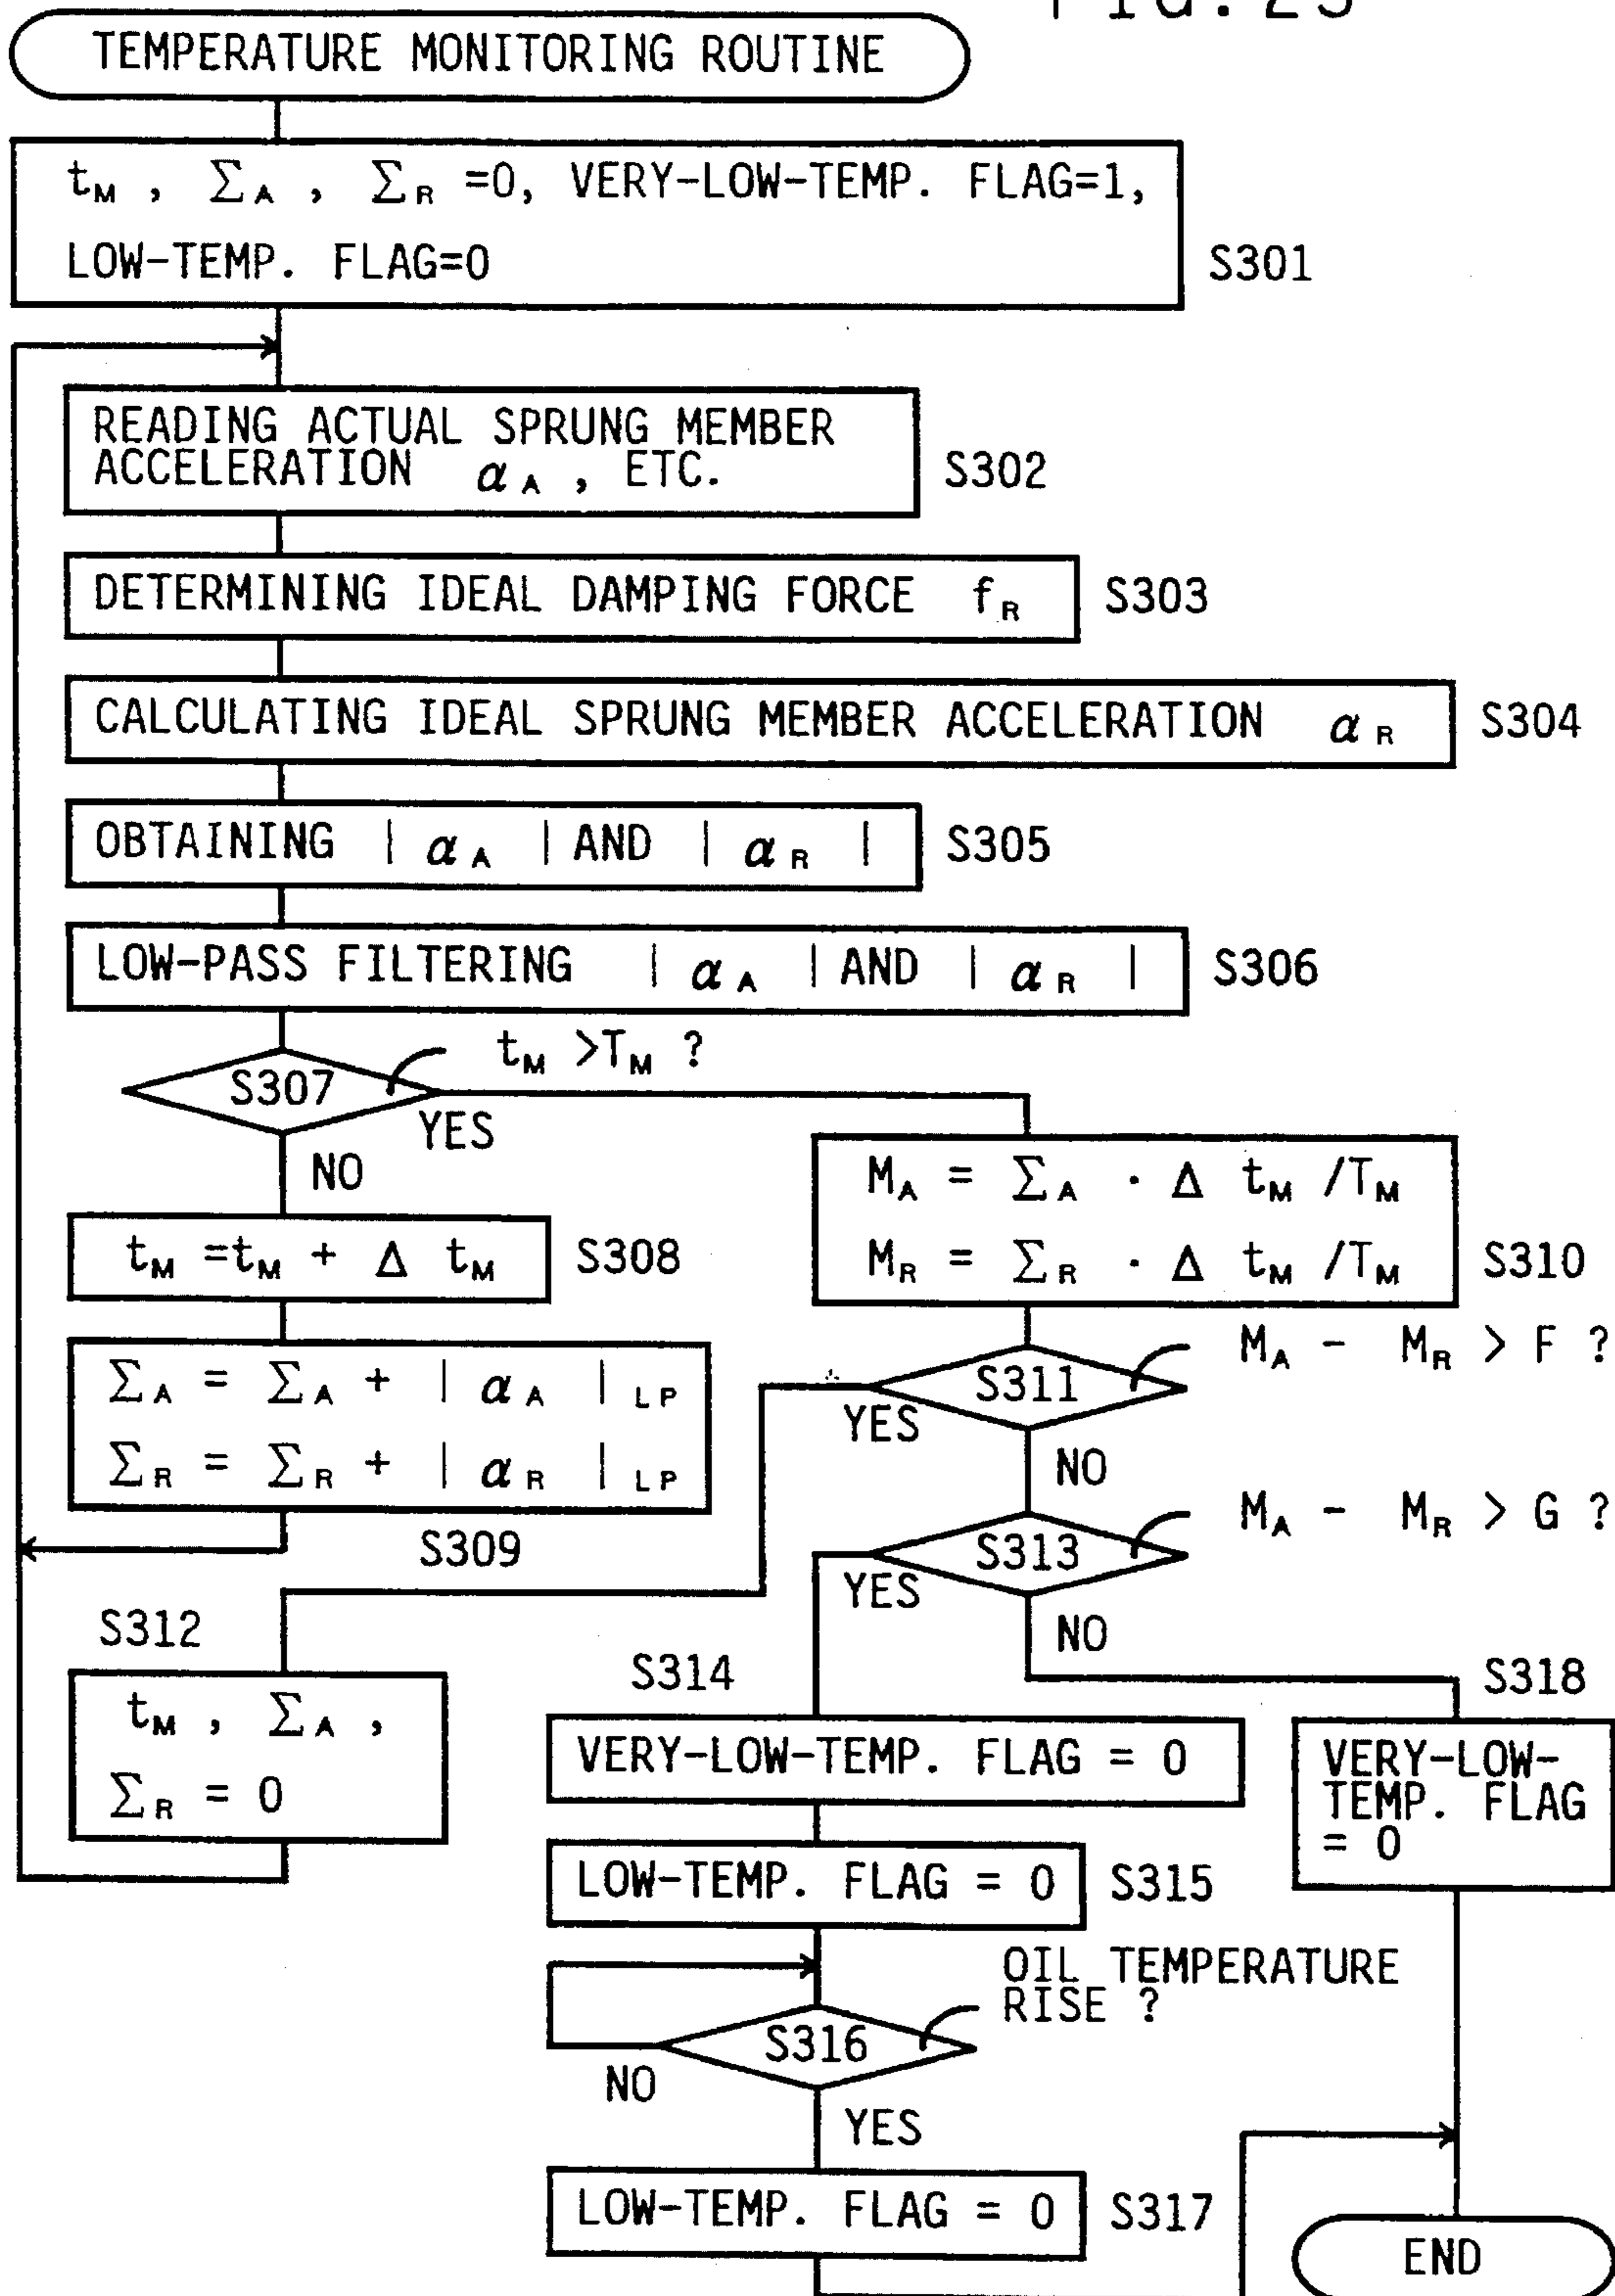 FIG. 23
TEMPERATURE MONITORING ROUTINE
tM , ΣA , ΣR =0, VERY-LOW-TEMP. FLAG=1,
LOW-TEMP. FLAG=0
S301
READING ACTUAL SPRUNG MEMBER
ACCELERATION αA , ETC.
S302
DETERMINING IDEAL DAMPING FORCE fR
S303
CALCULATING IDEAL SPRUNG MEMBER ACCELERATION αR
S304
OBTAINING | αA | AND | αR |
S305
LOW-PASS FILTERING | αA | AND | αR |
S306
tM >TM ?
S307
YES
NO
tM =tM + Δ tM
S308
MA = ΣA · Δ tM /TM
MR = ΣR · Δ tM /TM
S310
ΣA = ΣA + | αA | LP
ΣR = ΣR + | αR | LP
S309
MA - MR > F ?
S311
YES
NO
MA - MR > G ?
S313
YES
NO
S312
tM , ΣA ,
ΣR = 0
S314
VERY-LOW-TEMP. FLAG = 0
S318
VERY-LOW-
TEMP. FLAG
= 0
LOW-TEMP. FLAG = 0
S315
OIL TEMPERATURE
RISE ?
S316
NO
YES
LOW-TEMP. FLAG = 0
S317
END